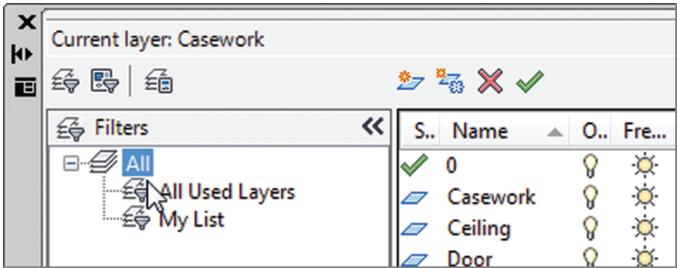 Current layer: Casework
Filters
All
All Used Layers
My List
S.. Name O.. Fre...
0
Casework
Ceiling
Door